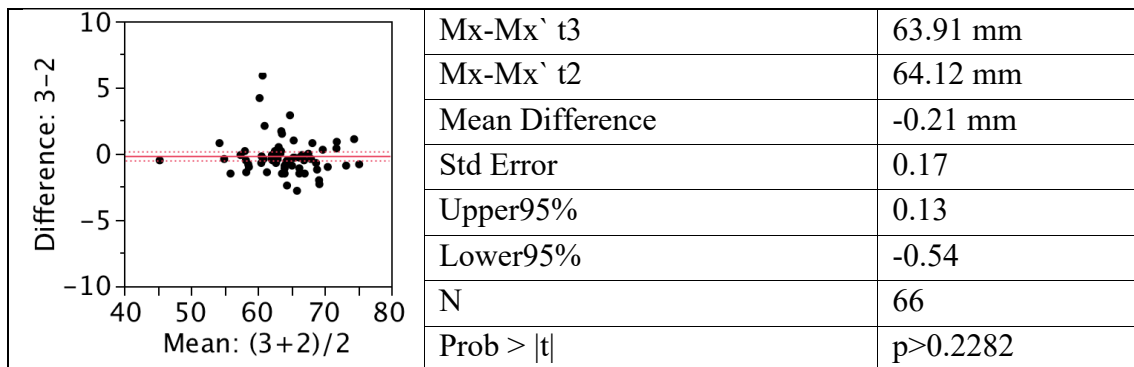 10
5
0
−5
−10
Difference: 3−2
40 50 60 70 80
Mean: (3+2)/2
Mx-Mx` t3 63.91 mm
Mx-Mx` t2 64.12 mm
Mean Difference -0.21 mm
Std Error 0.17
Upper95% 0.13
Lower95% -0.54
N 66
Prob > |t| p>0.2282